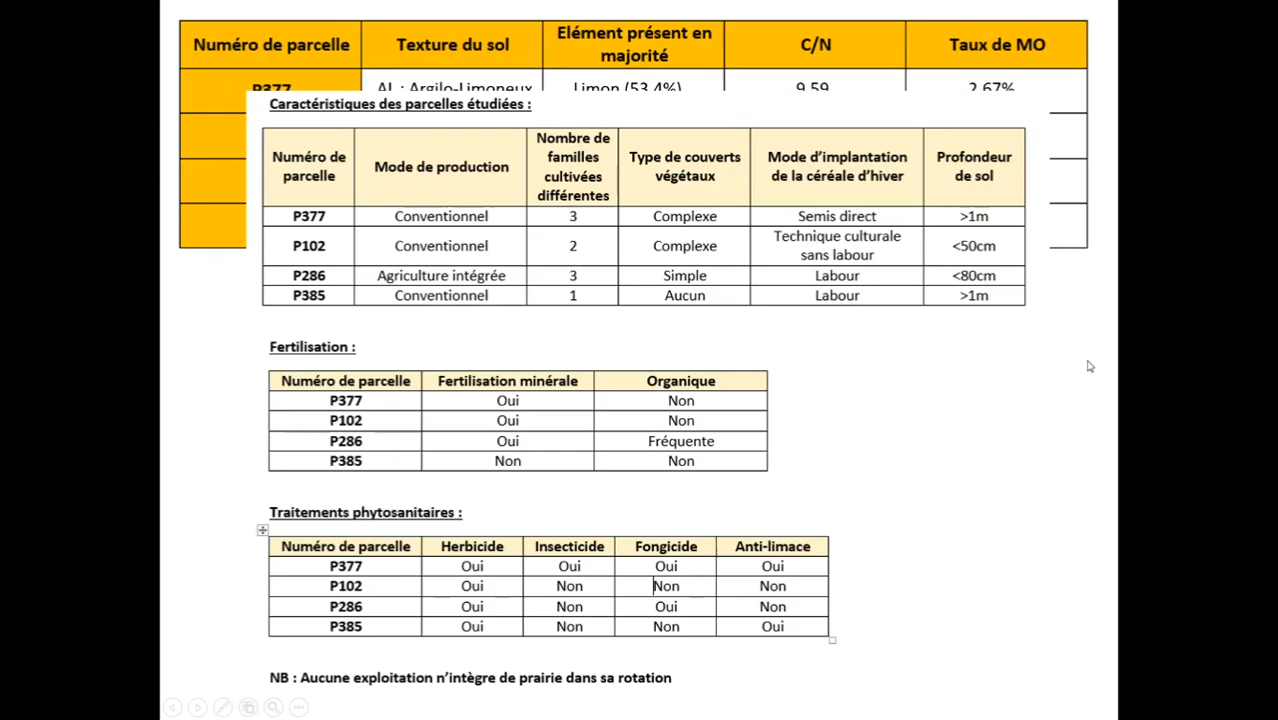 Numéro de parcelle Texture du sol Elément présent en majorité C/N Taux de MO
P377 AL : Argilo-Limoneux Limon (53,4%) 9,59 2,67%
Caractéristiques des parcelles étudiées :
Numéro de parcelle Mode de production Nombre de familles cultivées différentes Type de couverts végétaux Mode d'implantation de la céréale d'hiver Profondeur de sol
P377 Conventionnel 3 Complexe Semis direct >1m
P102 Conventionnel 2 Complexe Technique culturale sans labour <50cm
P286 Agriculture intégrée 3 Simple Labour <80cm
P385 Conventionnel 1 Aucun Labour >1m
Fertilisation :
Numéro de parcelle Fertilisation minérale Organique
P377 Oui Non
P102 Oui Non
P286 Oui Fréquente
P385 Non Non
Traitements phytosanitaires :
Numéro de parcelle Herbicide Insecticide Fongicide Anti-limace
P377 Oui Oui Oui Oui
P102 Oui Non Non Non
P286 Oui Non Oui Non
P385 Oui Non Non Oui
NB : Aucune exploitation n'intègre de prairie dans sa rotation